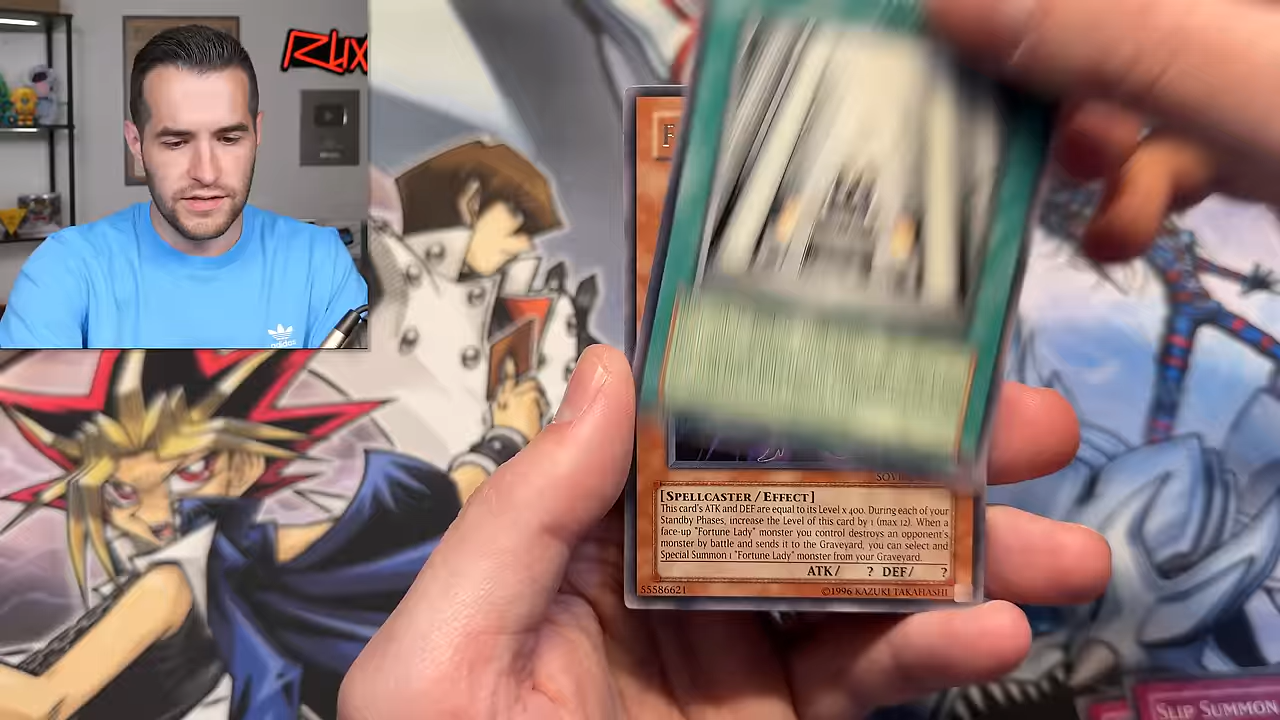 adidas
[SPELLCASTER / EFFECT]
This card's ATK and DEF are equal to its Level x 400. During each of your
Standby Phases, increase the Level of this card by 1 (max 12). When a
face-up "Fortune Lady" monster you control destroys an opponent's
monster by battle and sends it to the Graveyard, you can select and
Special Summon 1 "Fortune Lady" monster from your Graveyard.
ATK/ ? DEF/ ?
55586621
©1996 KAZUKI TAKAHASHI
SLIP SUMMON